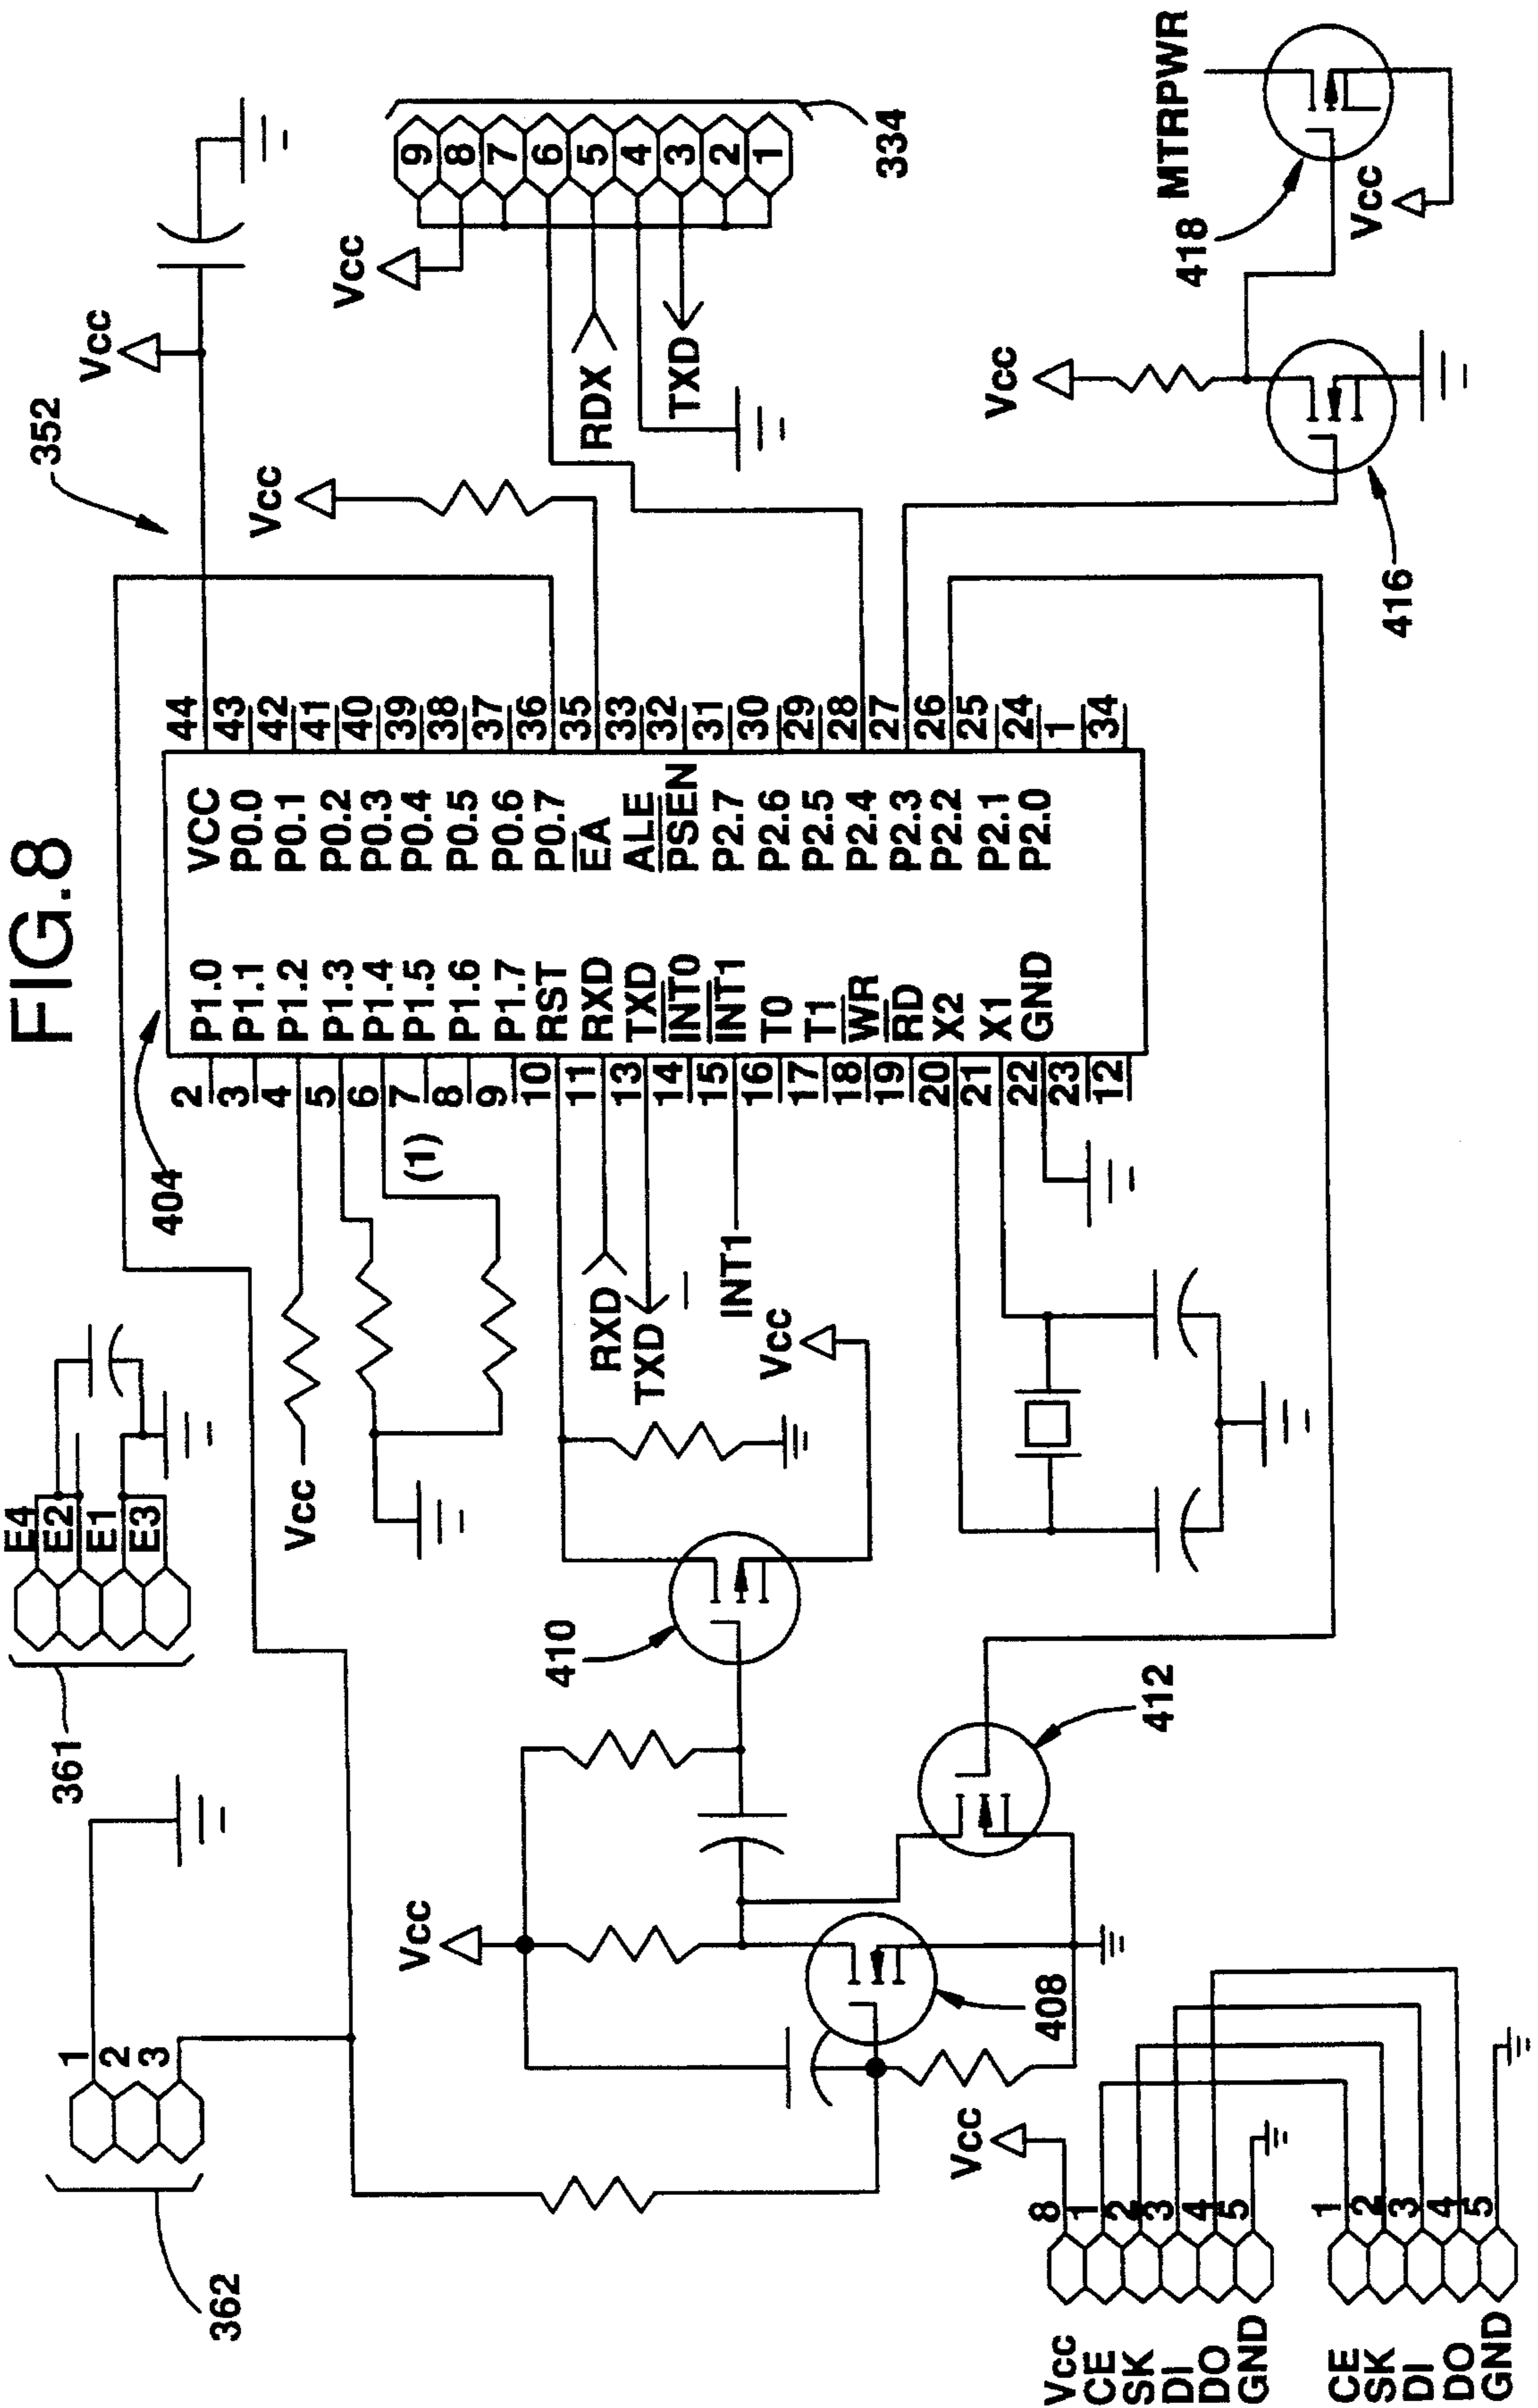 FIG.8
352
404
361
E4
E2
E1
E3
362
1
2
3
Vcc
Vcc
Vcc
Vcc
334
9
8
7
6
5
4
3
2
1
RDX
TXD
2 P1.0
3 P1.1
4 P1.2
5 P1.3
6 P1.4
7 P1.5
8 P1.6
9 P1.7
10 RST
11 RXD
13 TXD
14 INT0
15 INT1
16 T0
17 T1
18 WR
19 RD
20 X2
21 X1
22 GND
23
12
VCC 44
P0.0 43
P0.1 42
P0.2 41
P0.3 40
P0.4 39
P0.5 38
P0.6 37
P0.7 36
EA 35
ALE 33
PSEN 32
P2.7 31
P2.6 30
P2.5 29
P2.4 28
P2.3 27
P2.2 26
P2.1 25
P2.0 24
1
34
(1)
RXD
TXD
INT1
Vcc
410
412
Vcc
408
Vcc
416
418
MTRPWR
Vcc
Vcc
Vcc 8
CE 1
SK 2
DI 3
DO 4
GND 5
CE 1
SK 2
DI 3
DO 4
GND 5